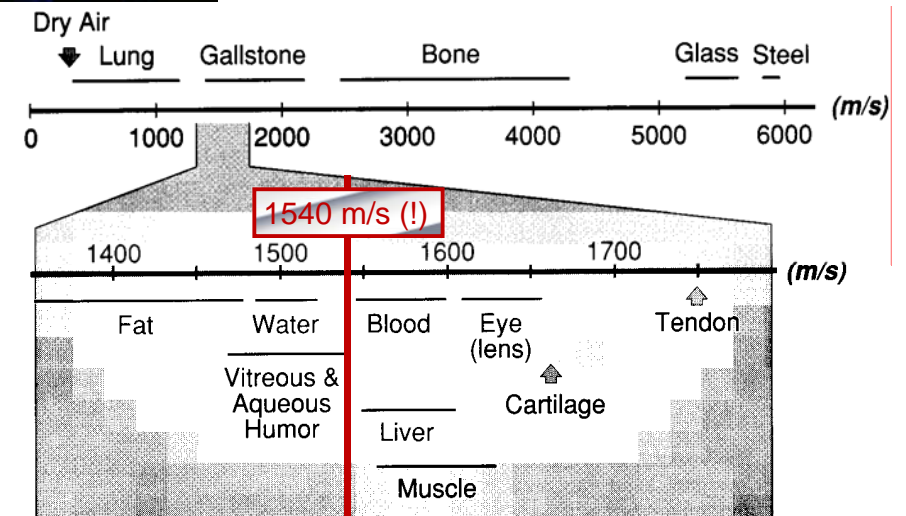 Dry Air
Lung Gallstone Bone Glass Steel
(m/s)
0 1000 2000 3000 4000 5000 6000
1540 m/s (!)
1400 1500 1600 1700
(m/s)
Fat Water Blood Eye Tendon
(lens)
Vitreous &
Aqueous
Humor
Cartilage
Liver
Muscle